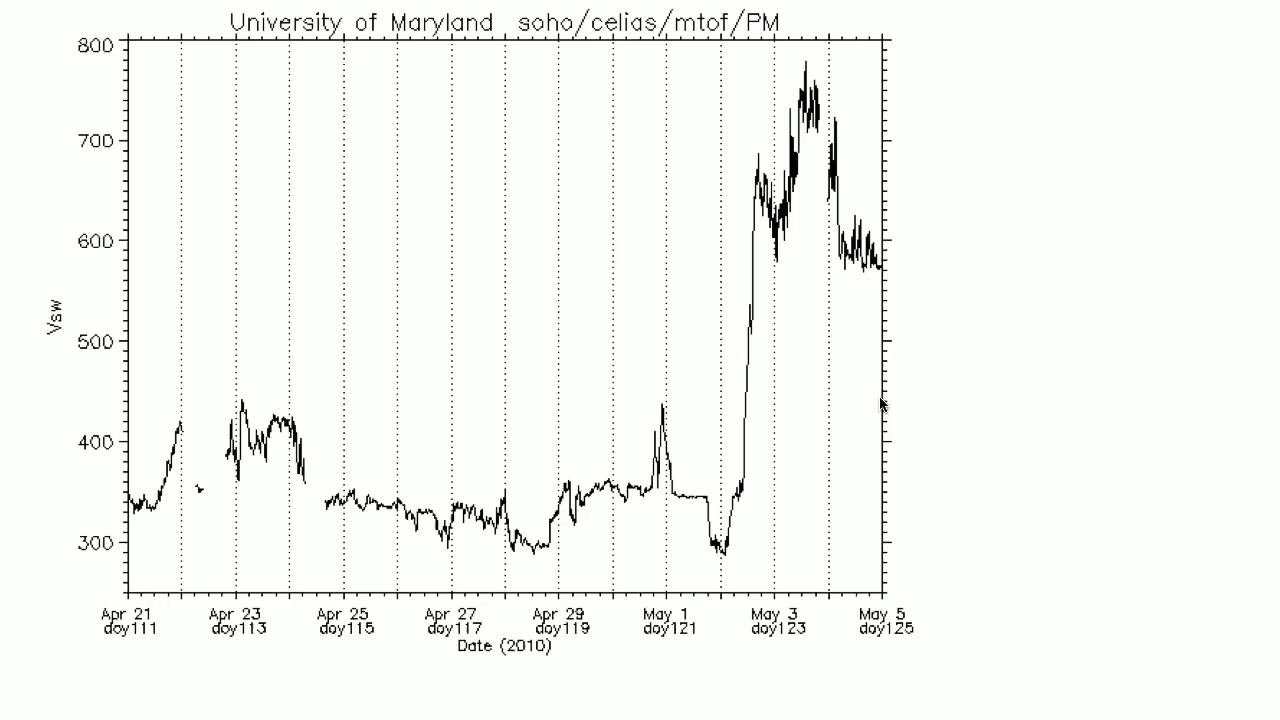 University of Maryland soho/celias/mtof/PM
800
700
600
500
400
300
Vsw
Apr 21 Apr 23 Apr 25 Apr 27 Apr 29 May 1 May 3 May 5
doy111 doy113 doy115 doy117 doy119 doy121 doy123 doy125
Date (2010)